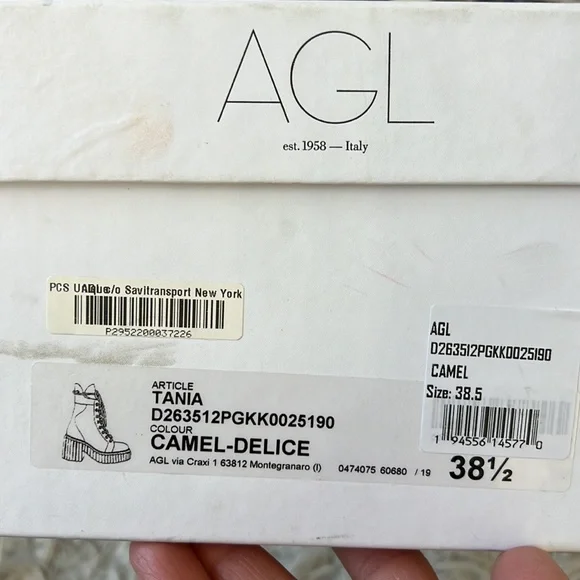 AGL
est. 1958 — Italy
PCS c/o Savitransport New York
P2952200037226
AGL
D263512PGKK0025190
CAMEL
Size: 38.5
1 94556 14577 0
ARTICLE
TANIA
D263512PGKK0025190
COLOUR
CAMEL-DELICE
AGL via Craxi 1 63812 Montegranaro (I) 0474075 60680 / 19
38½